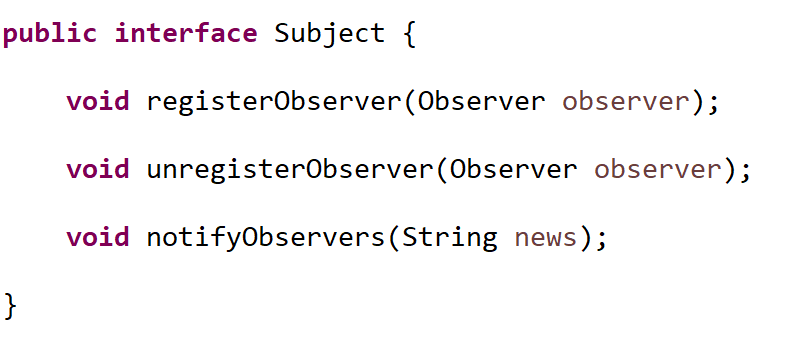 public interface Subject {
void registerObserver(Observer observer);
void unregisterObserver(Observer observer);
void notifyObservers(String news);
}